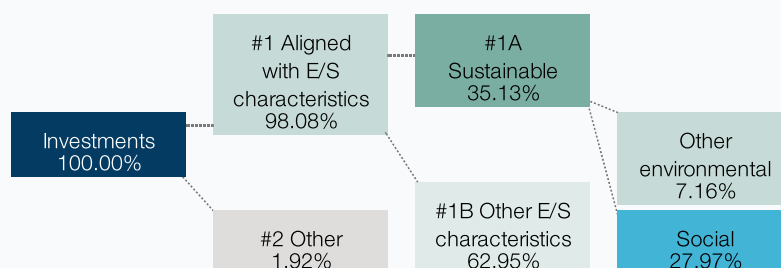 #1 Aligned
with E/S
characteristics
98.08%
#1A
Sustainable
35.13%
Investments
100.00%
Other
environmental
7.16%
#2 Other
1.92%
#1B Other E/S
characteristics
62.95%
Social
27.97%